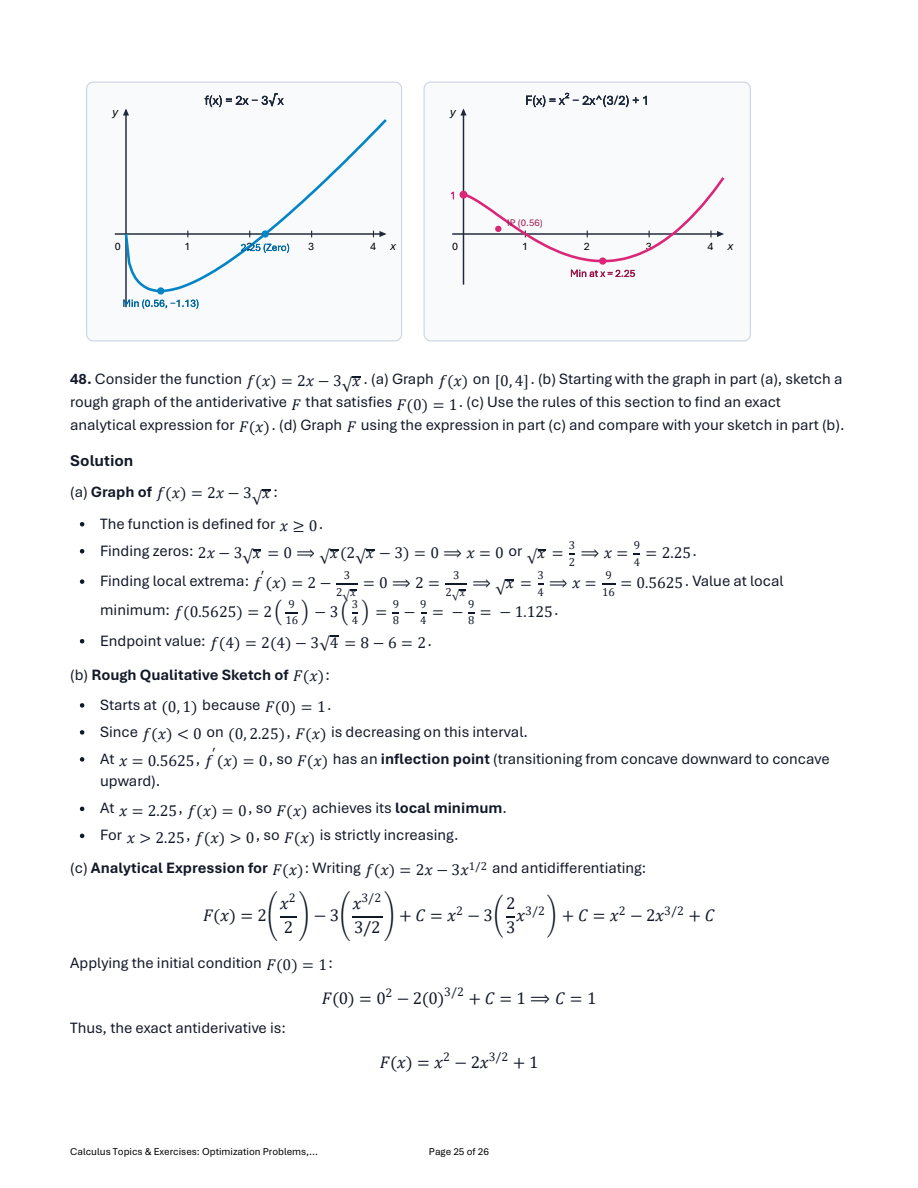 f(x) = 2x − 3√x
y
0
1
2.25 (Zero)
2
3
4
x
Min (0.56, −1.13)
F(x) = x² − 2x^(3/2) + 1
y
1
IP (0.56)
0
1
2
3
4
x
Min at x = 2.25
48. Consider the function f(x) = 2x − 3√x. (a) Graph f(x) on [0, 4]. (b) Starting with the graph in part (a), sketch a
rough graph of the antiderivative F that satisfies F(0) = 1. (c) Use the rules of this section to find an exact
analytical expression for F(x). (d) Graph F using the expression in part (c) and compare with your sketch in part (b).
Solution
(a) Graph of f(x) = 2x − 3√x:
• The function is defined for x ≥ 0.
• Finding zeros: 2x − 3√x = 0 ⟹ √x(2√x − 3) = 0 ⟹ x = 0 or √x = 3/2 ⟹ x = 9/4 = 2.25.
• Finding local extrema: f′(x) = 2 − 3/(2√x) = 0 ⟹ 2 = 3/(2√x) ⟹ √x = 3/4 ⟹ x = 9/16 = 0.5625. Value at local
minimum: f(0.5625) = 2(9/16) − 3(3/4) = 9/8 − 9/4 = −9/8 = −1.125.
• Endpoint value: f(4) = 2(4) − 3√4 = 8 − 6 = 2.
(b) Rough Qualitative Sketch of F(x):
• Starts at (0, 1) because F(0) = 1.
• Since f(x) < 0 on (0, 2.25), F(x) is decreasing on this interval.
• At x = 0.5625, f′(x) = 0, so F(x) has an inflection point (transitioning from concave downward to concave
upward).
• At x = 2.25, f(x) = 0, so F(x) achieves its local minimum.
• For x > 2.25, f(x) > 0, so F(x) is strictly increasing.
(c) Analytical Expression for F(x): Writing f(x) = 2x − 3x^{1/2} and antidifferentiating:
F(x) = 2(x²/2) − 3(x^{3/2}/(3/2)) + C = x² − 3(2/3 x^{3/2}) + C = x² − 2x^{3/2} + C
Applying the initial condition F(0) = 1:
F(0) = 0² − 2(0)^{3/2} + C = 1 ⟹ C = 1
Thus, the exact antiderivative is:
F(x) = x² − 2x^{3/2} + 1
Calculus Topics & Exercises: Optimization Problems,... Page 25 of 26